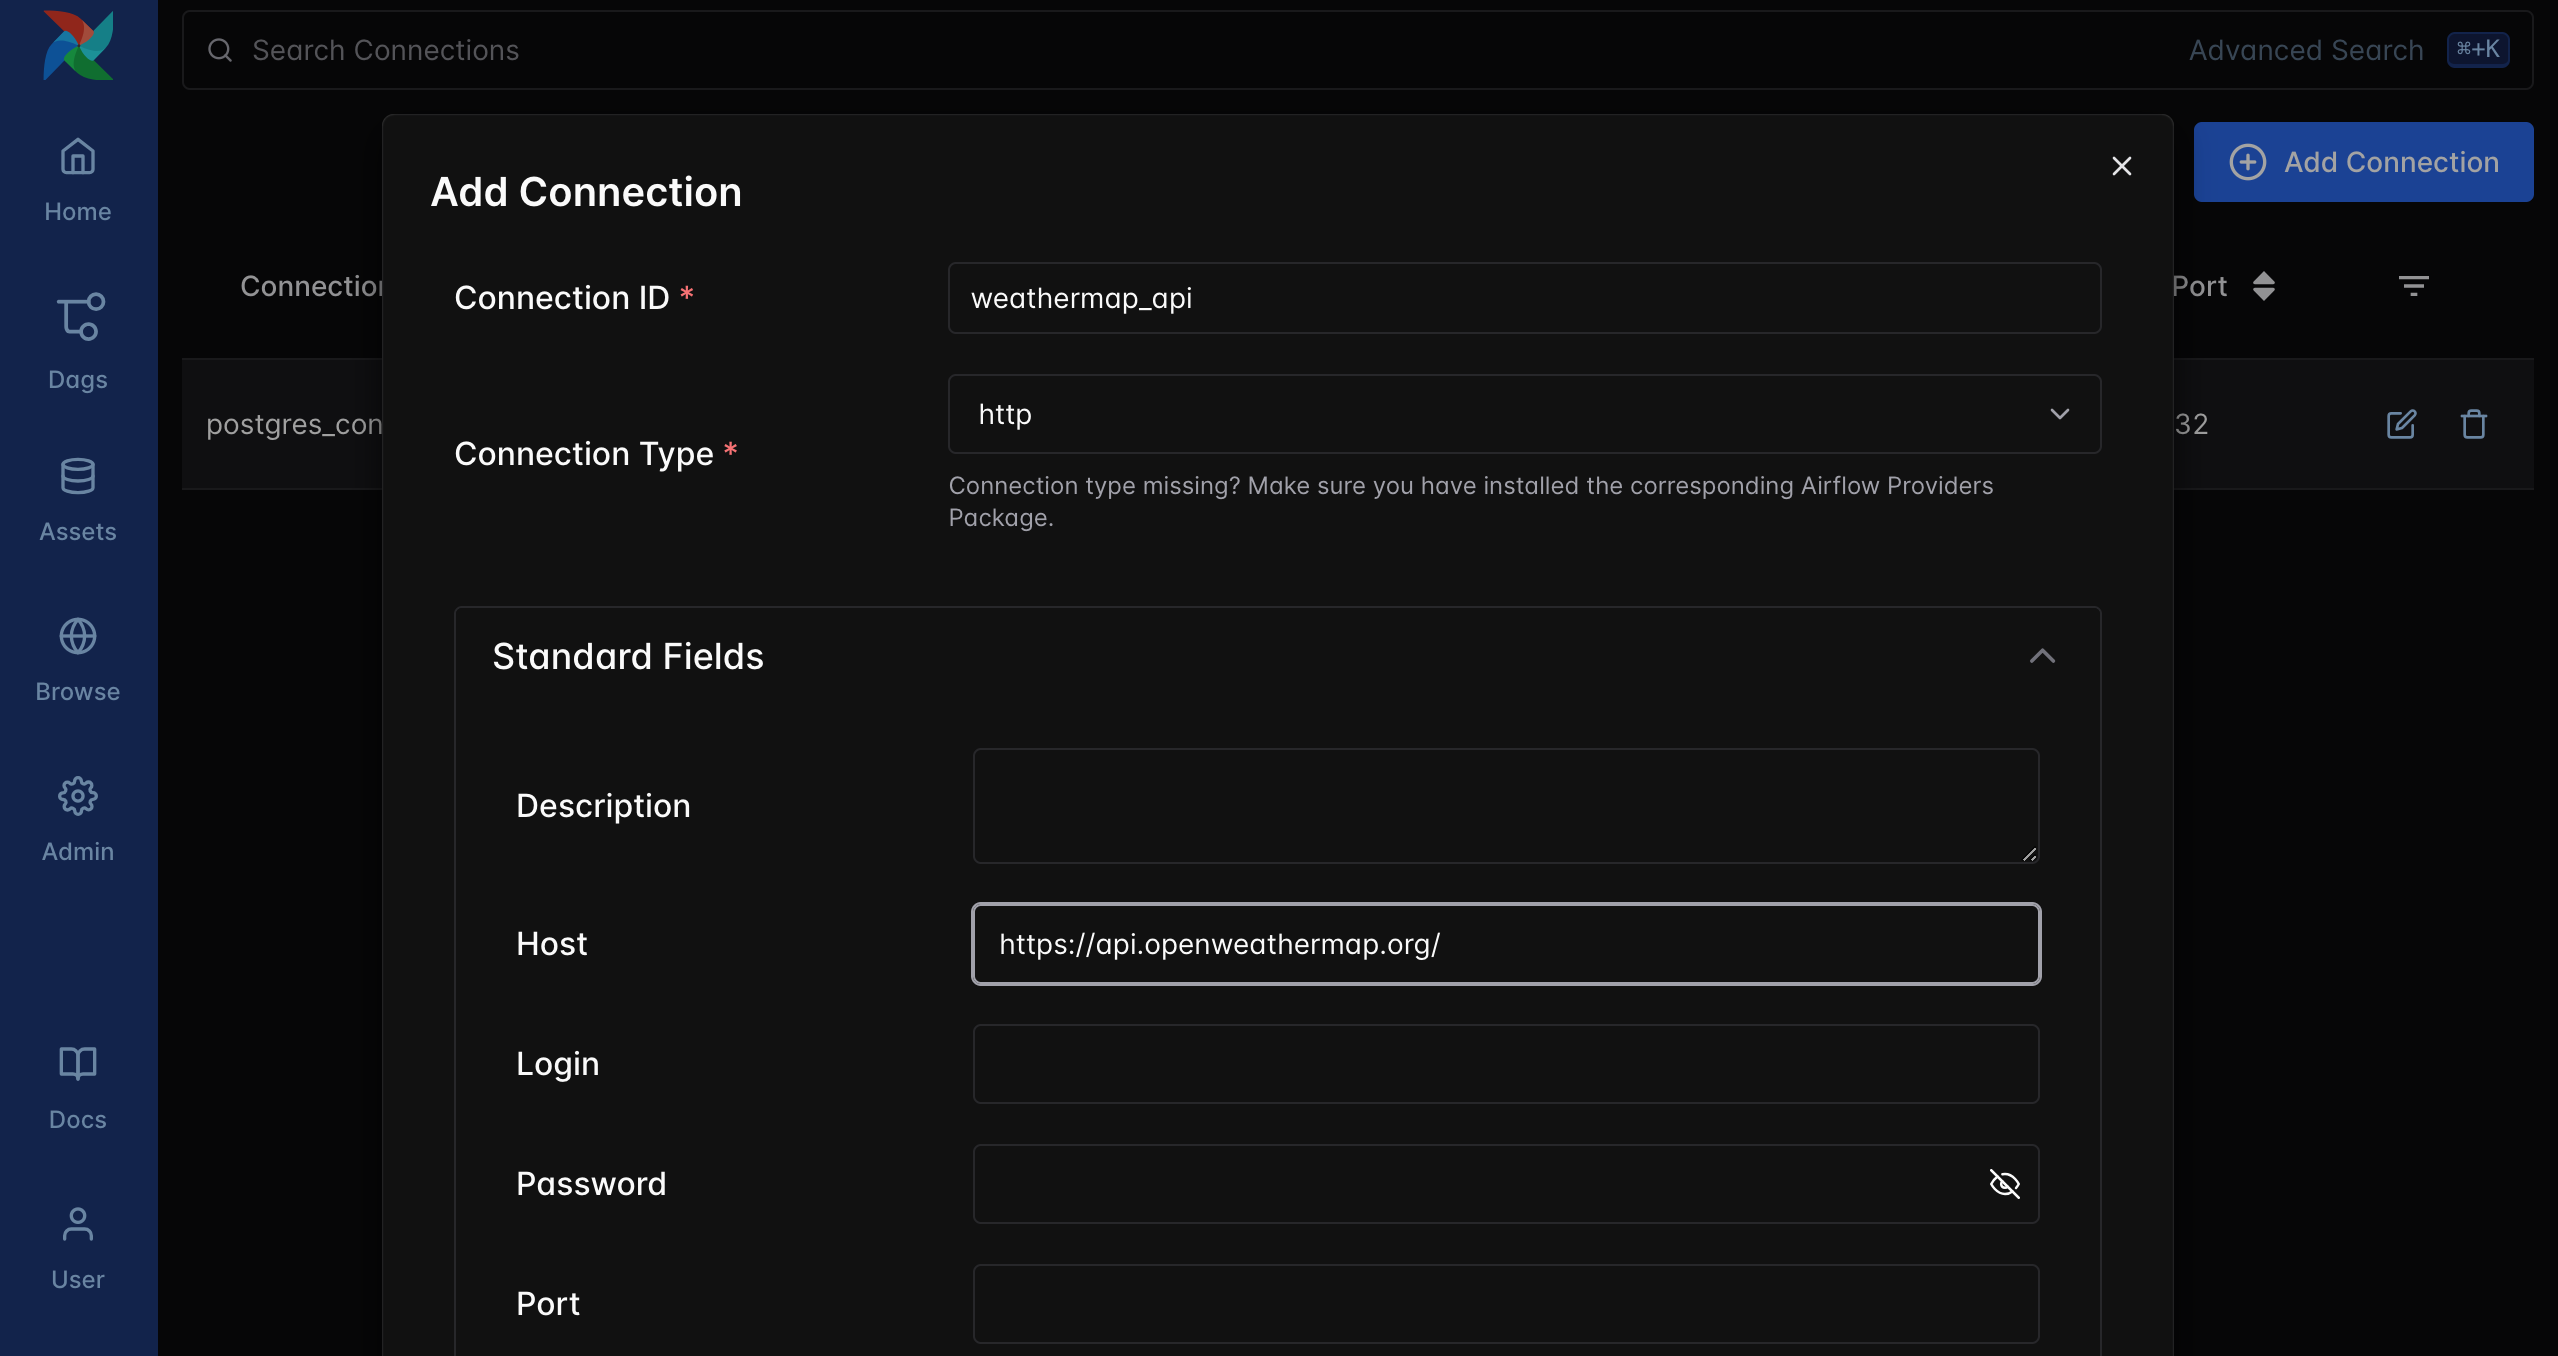 Search Connections
Advanced Search
⌘+K
Home
Dags
Assets
Browse
Admin
Docs
User
Add Connection
Port
postgres_con
32
Add Connection
Connection ID *
weathermap_api
Connection Type *
http
Connection type missing? Make sure you have installed the corresponding Airflow Providers
Package.
Standard Fields
Description
Host
https://api.openweathermap.org/
Login
Password
Port